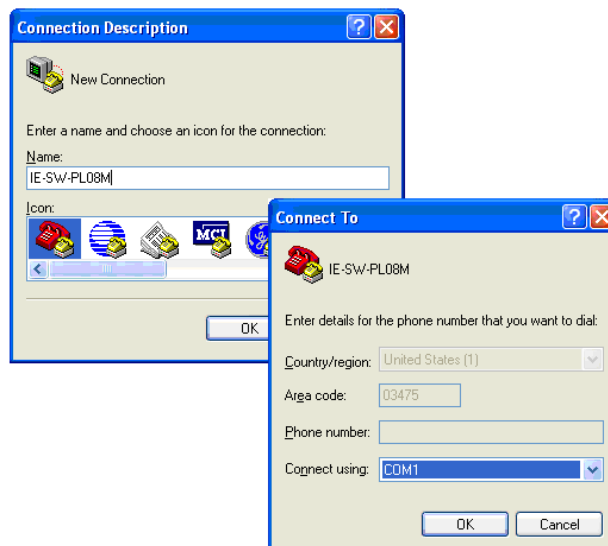 Connection Description
New Connection
Enter a name and choose an icon for the connection:
Name:
IE-SW-PL08M
Icon:
MCI
OK
Connect To
IE-SW-PL08M
Enter details for the phone number that you want to dial:
Country/region: United States (1)
Area code: 03475
Phone number:
Connect using: COM1
OK Cancel